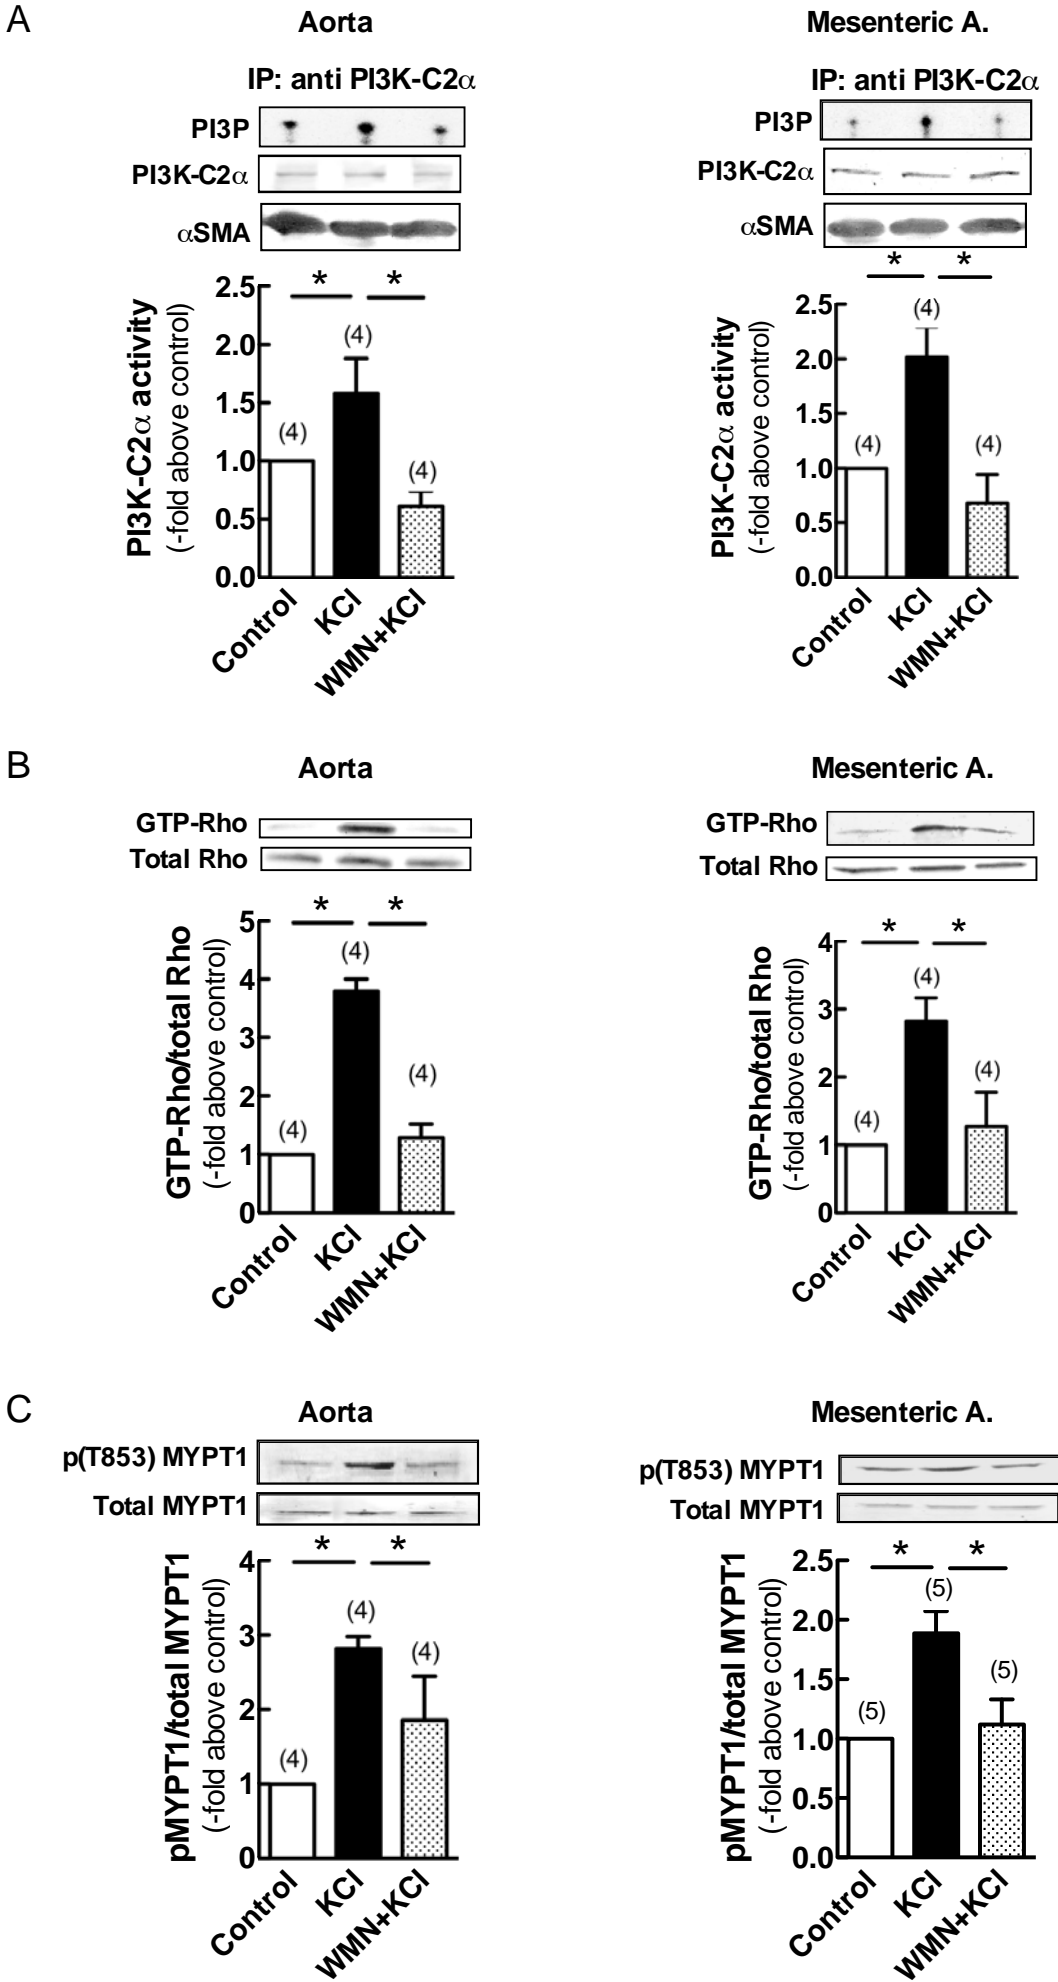 A
Aorta
Mesenteric A.
IP: anti PI3K-C2α
IP: anti PI3K-C2α
PI3P
PI3K-C2α
αSMA
PI3P
PI3K-C2α
αSMA
PI3K-C2α activity
(-fold above control)
2.5
2.0
1.5
1.0
0.5
0.0
* *
(4)
(4)
(4)
Control
KCl
WMN+KCl
PI3K-C2α activity
(-fold above control)
2.5
2.0
1.5
1.0
0.5
0.0
* *
(4)
(4)
(4)
Control
KCl
WMN+KCl
B
Aorta
Mesenteric A.
GTP-Rho
Total Rho
GTP-Rho
Total Rho
GTP-Rho/total Rho
(-fold above control)
5
4
3
2
1
0
* *
(4)
(4)
(4)
Control
KCl
WMN+KCl
GTP-Rho/total Rho
(-fold above control)
4
3
2
1
0
* *
(4)
(4)
(4)
Control
KCl
WMN+KCl
C
Aorta
Mesenteric A.
p(T853) MYPT1
Total MYPT1
p(T853) MYPT1
Total MYPT1
pMYPT1/total MYPT1
(-fold above control)
4
3
2
1
0
* *
(4)
(4)
(4)
Control
KCl
WMN+KCl
pMYPT1/total MYPT1
(-fold above control)
2.5
2.0
1.5
1.0
0.5
0.0
* *
(5)
(5)
(5)
Control
KCl
WMN+KCl